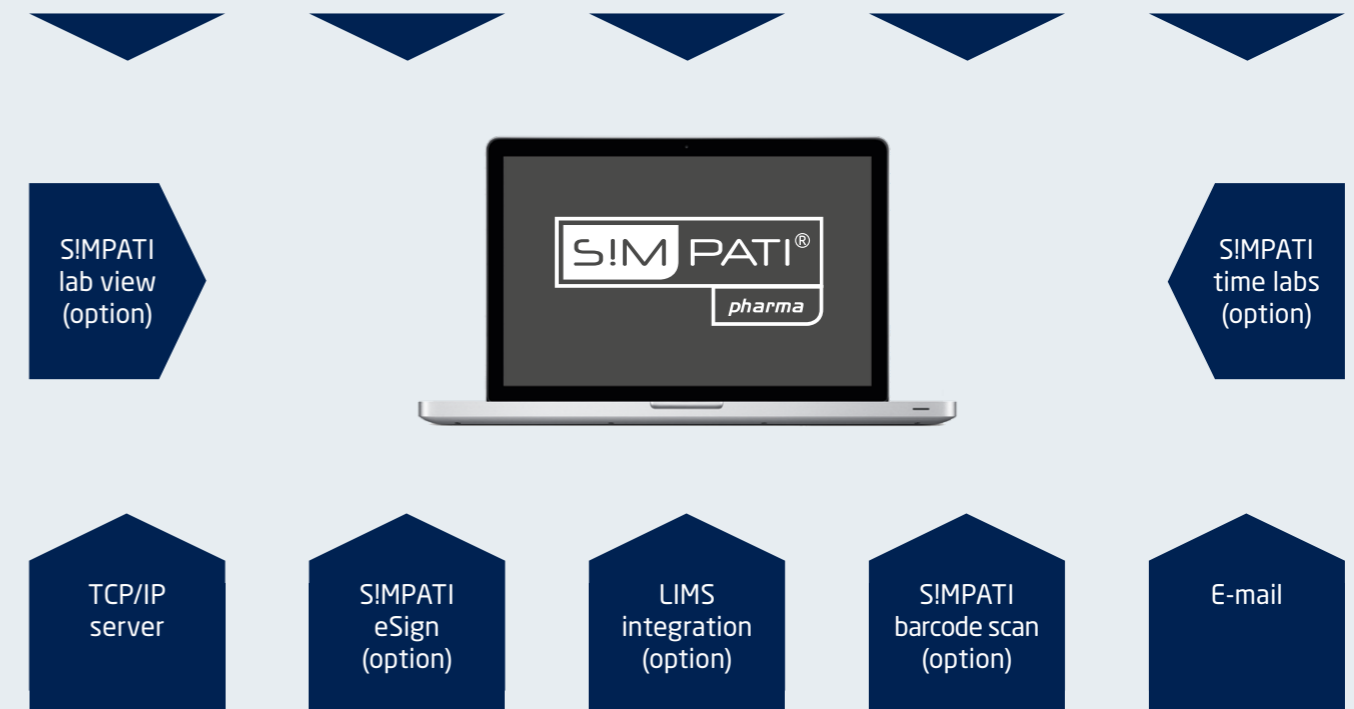 S!MPATI
lab view
(option)
S!M PATI®
pharma
S!MPATI
time labs
(option)
TCP/IP
server
S!MPATI
eSign
(option)
LIMS
integration
(option)
S!MPATI
barcode scan
(option)
E-mail